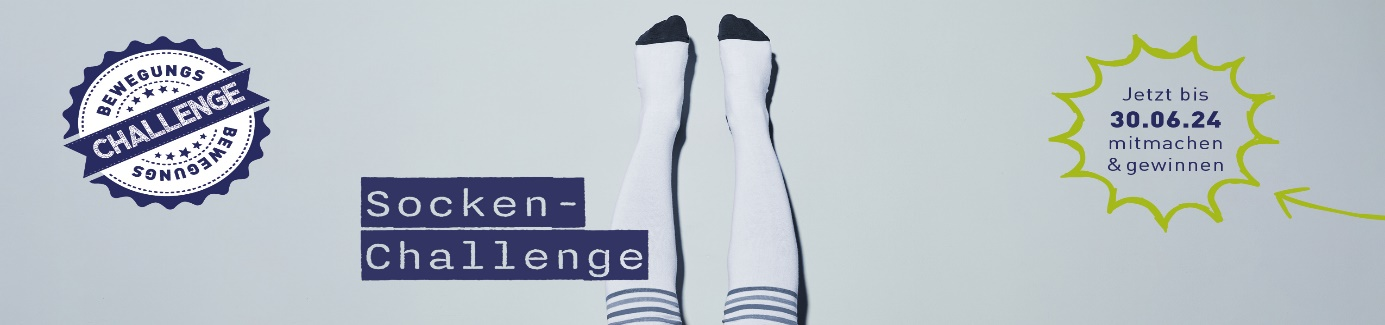 BEWEGUNGS
CHALLENGE
BEWEGUNGS
Socken-
Challenge
Jetzt bis
30.06.24
mitmachen
& gewinnen